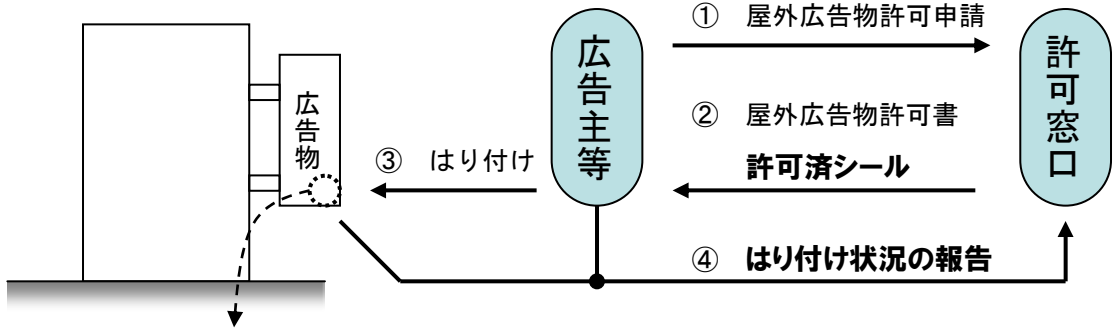 ① 屋外広告物許可申請
広告主等
許可窓口
広告物
② 屋外広告物許可書
許可済シール
③ はり付け
④ はり付け状況の報告